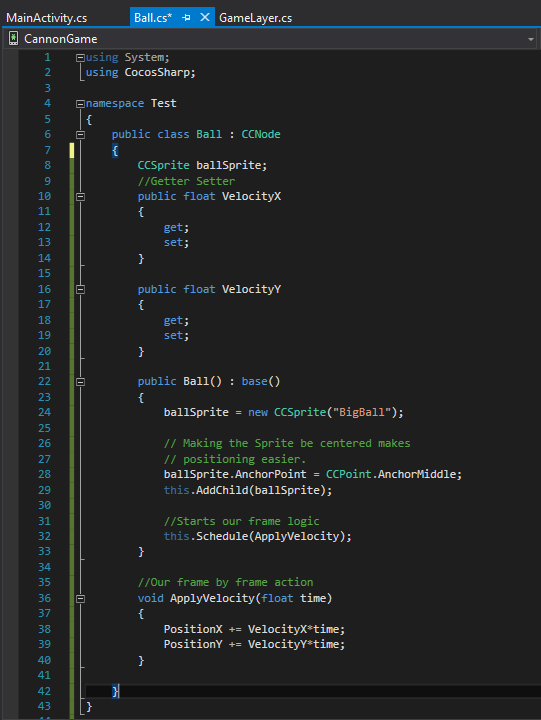 MainActivity.cs Ball.cs* GameLayer.cs
CannonGame
1 using System;
2 using CocosSharp;
3
4 namespace Test
5 {
6 public class Ball : CCNode
7 {
8 CCSprite ballSprite;
9 //Getter Setter
10 public float VelocityX
11 {
12 get;
13 set;
14 }
15
16 public float VelocityY
17 {
18 get;
19 set;
20 }
21
22 public Ball() : base()
23 {
24 ballSprite = new CCSprite("BigBall");
25
26 // Making the Sprite be centered makes
27 // positioning easier.
28 ballSprite.AnchorPoint = CCPoint.AnchorMiddle;
29 this.AddChild(ballSprite);
30
31 //Starts our frame logic
32 this.Schedule(ApplyVelocity);
33 }
34
35 //Our frame by frame action
36 void ApplyVelocity(float time)
37 {
38 PositionX += VelocityX*time;
39 PositionY += VelocityY*time;
40 }
41
42 }
43 }